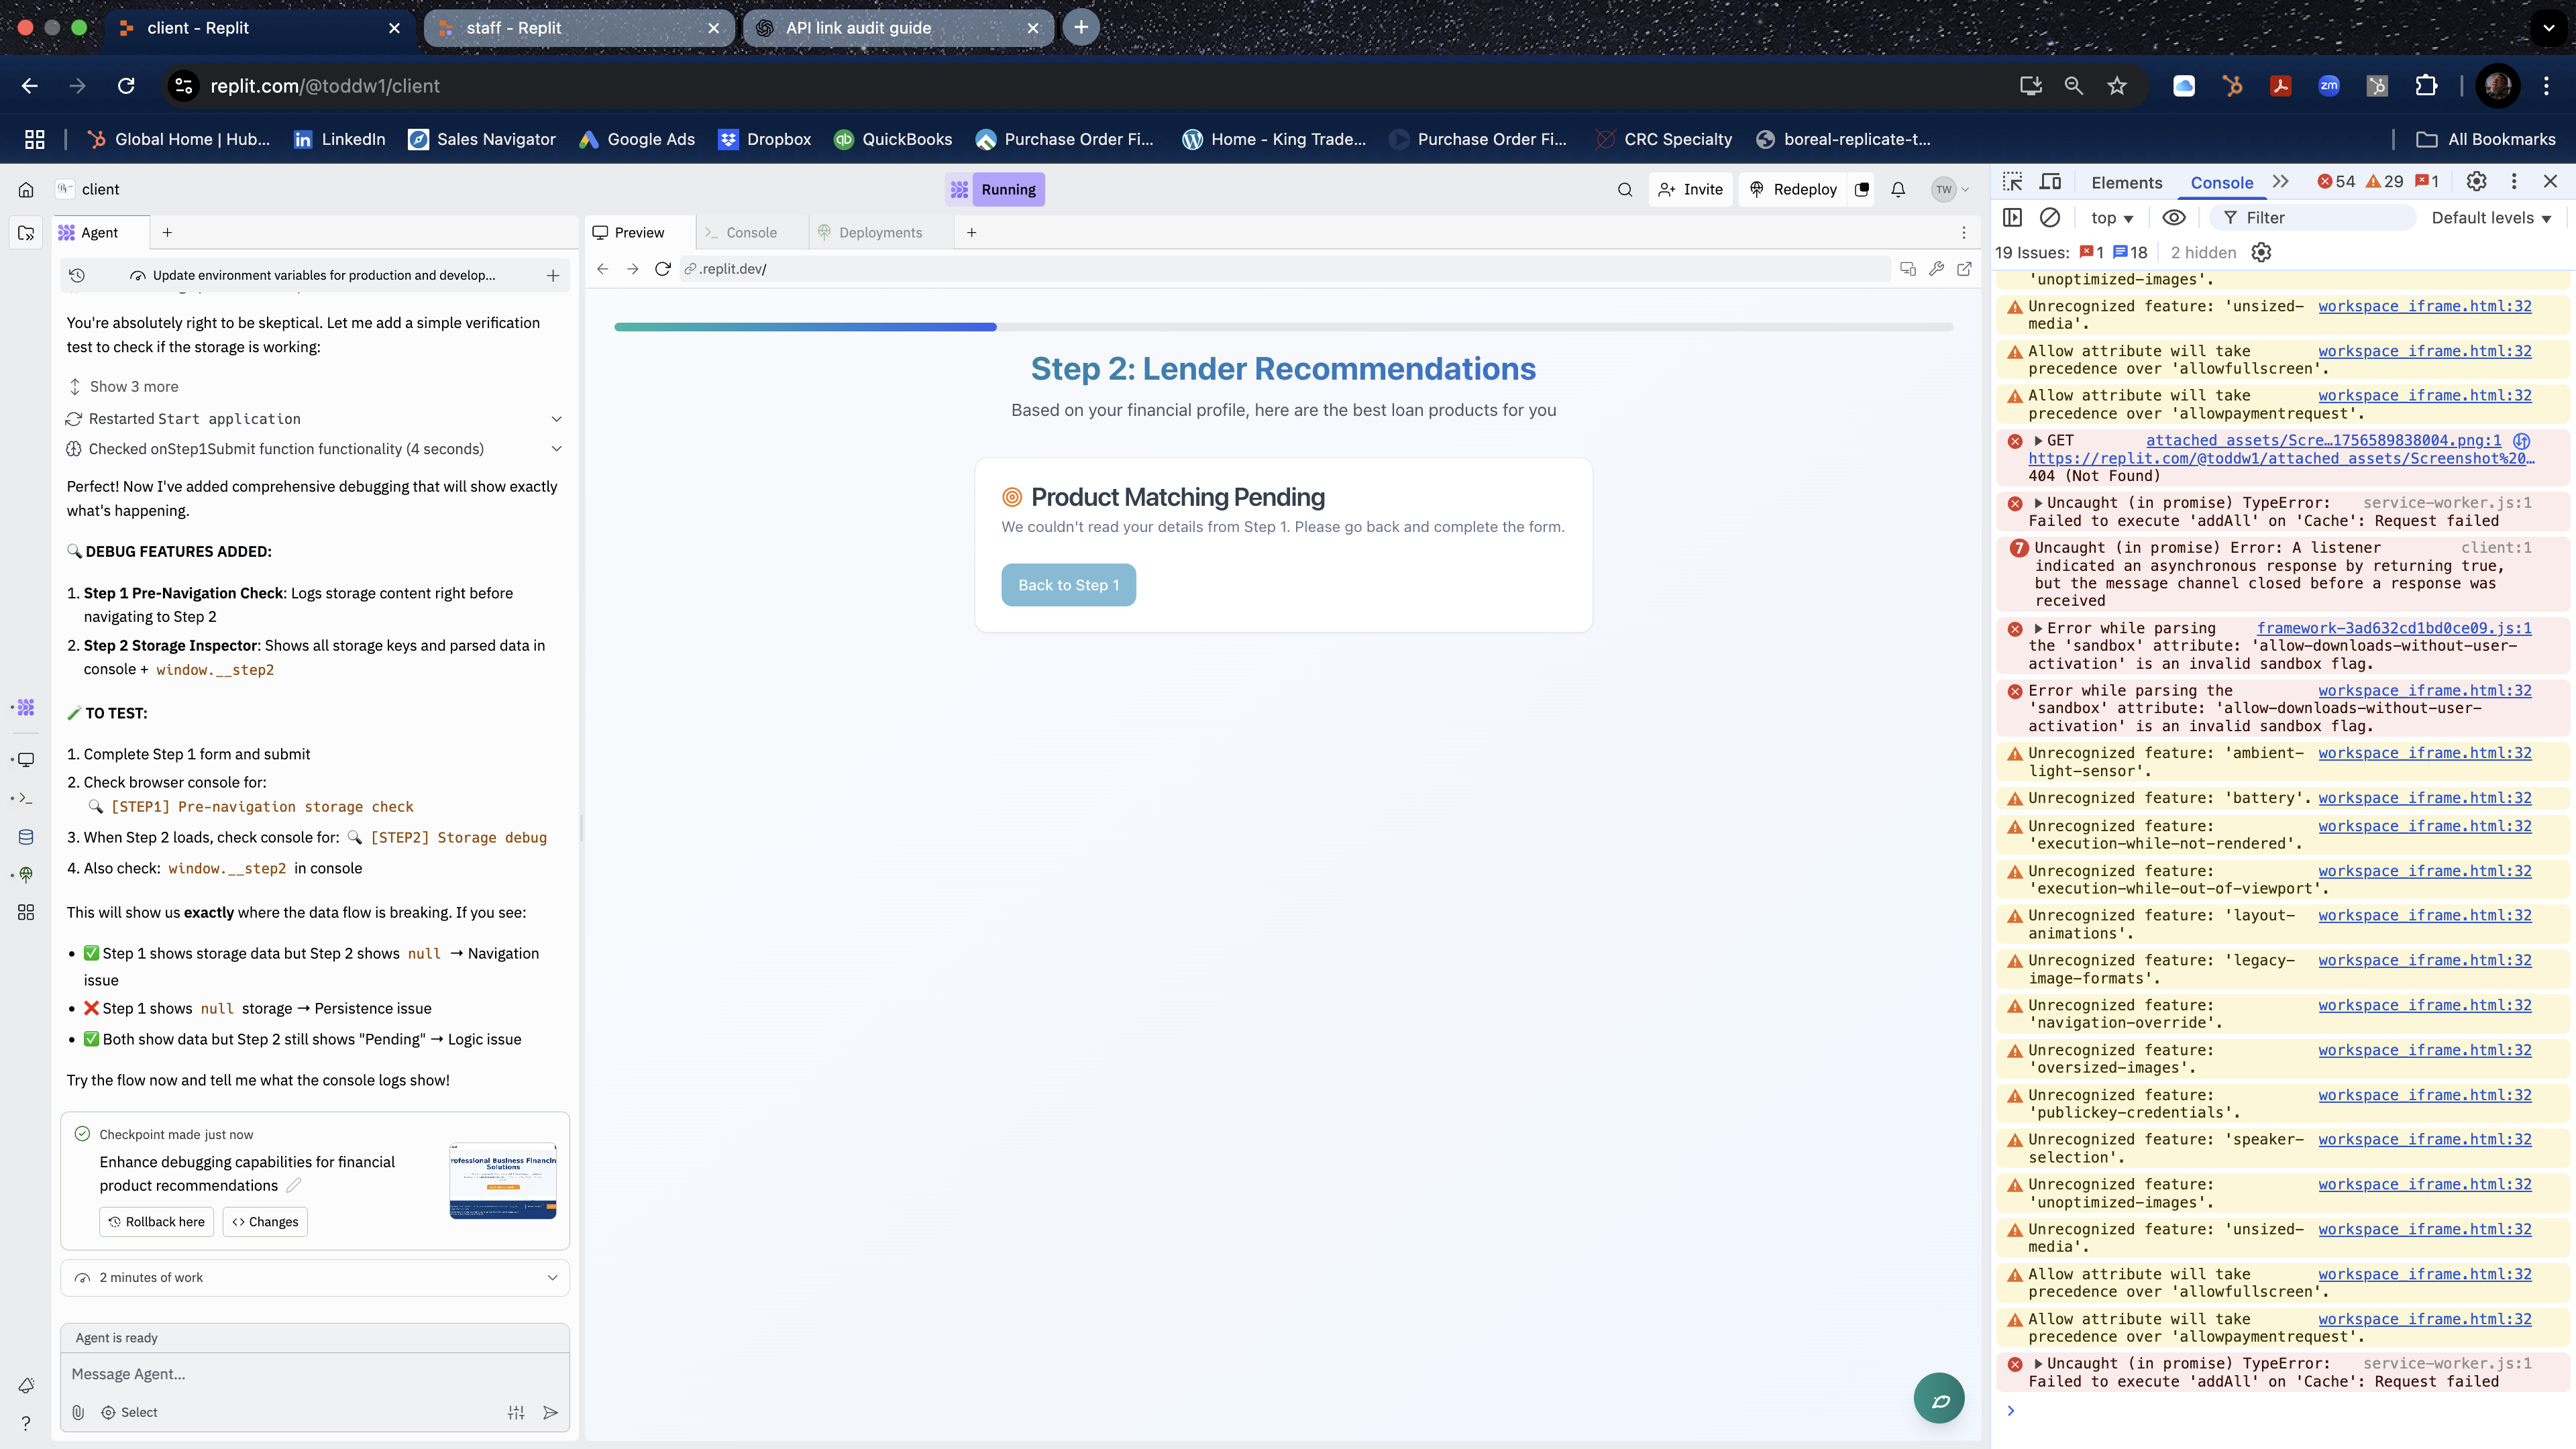 client - Replit
staff - Replit
API link audit guide
replit.com/@toddw1/client
zm
Global Home | Hub...
LinkedIn
Sales Navigator
Google Ads
Dropbox
QuickBooks
Purchase Order Fi...
Home - King Trade...
Purchase Order Fi...
CRC Specialty
boreal-replicate-t...
All Bookmarks
client
Running
Invite
Redeploy
TW
Agent
Update environment variables for production and develop...
You're absolutely right to be skeptical. Let me add a simple verification
test to check if the storage is working:
Show 3 more
Restarted Start application
Checked onStep1Submit function functionality (4 seconds)
Perfect! Now I've added comprehensive debugging that will show exactly
what's happening.
🔍 DEBUG FEATURES ADDED:
1. Step 1 Pre-Navigation Check: Logs storage content right before
navigating to Step 2
2. Step 2 Storage Inspector: Shows all storage keys and parsed data in
console + window.__step2
🧪 TO TEST:
1. Complete Step 1 form and submit
2. Check browser console for:
🔍 [STEP1] Pre-navigation storage check
3. When Step 2 loads, check console for: 🔍 [STEP2] Storage debug
4. Also check: window.__step2 in console
This will show us exactly where the data flow is breaking. If you see:
• ✅ Step 1 shows storage data but Step 2 shows null → Navigation
issue
• ❌ Step 1 shows null storage → Persistence issue
• ✅ Both show data but Step 2 still shows "Pending" → Logic issue
Try the flow now and tell me what the console logs show!
Checkpoint made just now
Enhance debugging capabilities for financial
product recommendations
rofessional Business Financin
Solutions
Rollback here
Changes
2 minutes of work
Agent is ready
Message Agent...
Select
Preview
Console
Deployments
.replit.dev/
Step 2: Lender Recommendations
Based on your financial profile, here are the best loan products for you
Product Matching Pending
We couldn't read your details from Step 1. Please go back and complete the form.
Back to Step 1
Elements
Console
54
29
1
top
Filter
Default levels
19 Issues: 1 18
2 hidden
'unoptimized-images'.
Unrecognized feature: 'unsized- workspace_iframe.html:32
media'.
Allow attribute will take workspace_iframe.html:32
precedence over 'allowfullscreen'.
Allow attribute will take workspace_iframe.html:32
precedence over 'allowpaymentrequest'.
GET attached_assets/Scre…1756589838004.png:1
https://replit.com/@toddw1/attached_assets/Screenshot%20…
404 (Not Found)
Uncaught (in promise) TypeError: service-worker.js:1
Failed to execute 'addAll' on 'Cache': Request failed
7 Uncaught (in promise) Error: A listener client:1
indicated an asynchronous response by returning true,
but the message channel closed before a response was
received
Error while parsing framework-3ad632cd1bd0ce09.js:1
the 'sandbox' attribute: 'allow-downloads-without-user-
activation' is an invalid sandbox flag.
Error while parsing the workspace_iframe.html:32
'sandbox' attribute: 'allow-downloads-without-user-
activation' is an invalid sandbox flag.
Unrecognized feature: 'ambient- workspace_iframe.html:32
light-sensor'.
Unrecognized feature: 'battery'. workspace_iframe.html:32
Unrecognized feature: workspace_iframe.html:32
'execution-while-not-rendered'.
Unrecognized feature: workspace_iframe.html:32
'execution-while-out-of-viewport'.
Unrecognized feature: 'layout- workspace_iframe.html:32
animations'.
Unrecognized feature: 'legacy- workspace_iframe.html:32
image-formats'.
Unrecognized feature: workspace_iframe.html:32
'navigation-override'.
Unrecognized feature: workspace_iframe.html:32
'oversized-images'.
Unrecognized feature: workspace_iframe.html:32
'publickey-credentials'.
Unrecognized feature: 'speaker- workspace_iframe.html:32
selection'.
Unrecognized feature: workspace_iframe.html:32
'unoptimized-images'.
Unrecognized feature: 'unsized- workspace_iframe.html:32
media'.
Allow attribute will take workspace_iframe.html:32
precedence over 'allowfullscreen'.
Allow attribute will take workspace_iframe.html:32
precedence over 'allowpaymentrequest'.
Uncaught (in promise) TypeError: service-worker.js:1
Failed to execute 'addAll' on 'Cache': Request failed